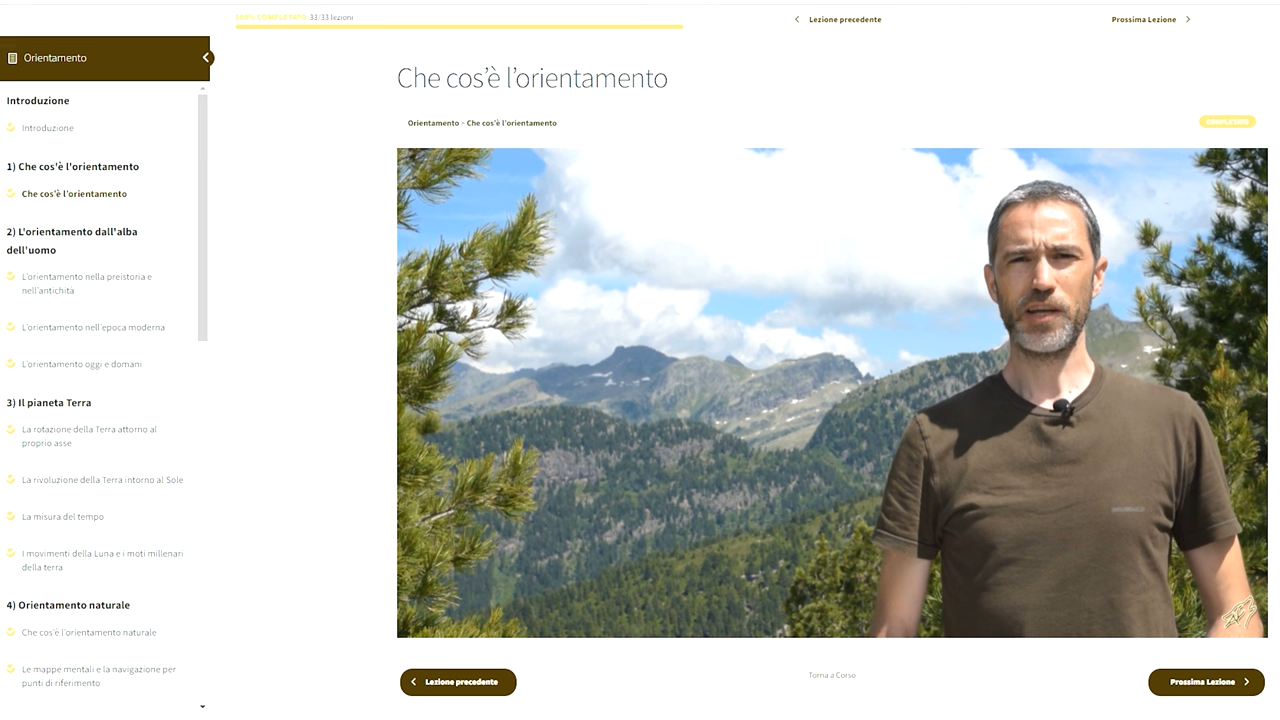 100% COMPLETATO 33/33 lezioni
Lezione precedente
Prossima Lezione
Orientamento
Introduzione
Introduzione
1) Che cos'è l'orientamento
Che cos'è l'orientamento
2) L'orientamento dall'alba
dell'uomo
L'orientamento nella preistoria e
nell'antichità
L'orientamento nell'epoca moderna
L'orientamento oggi e domani
3) Il pianeta Terra
La rotazione della Terra attorno al
proprio asse
La rivoluzione della Terra intorno al Sole
La misura del tempo
I movimenti della Luna e i moti millenari
della terra
4) Orientamento naturale
Che cos'è l'orientamento naturale
Le mappe mentali e la navigazione per
punti di riferimento
Che cos'è l'orientamento
Orientamento > Che cos'è l'orientamento
COMPLETATO
Lezione precedente
Torna a Corso
Prossima Lezione